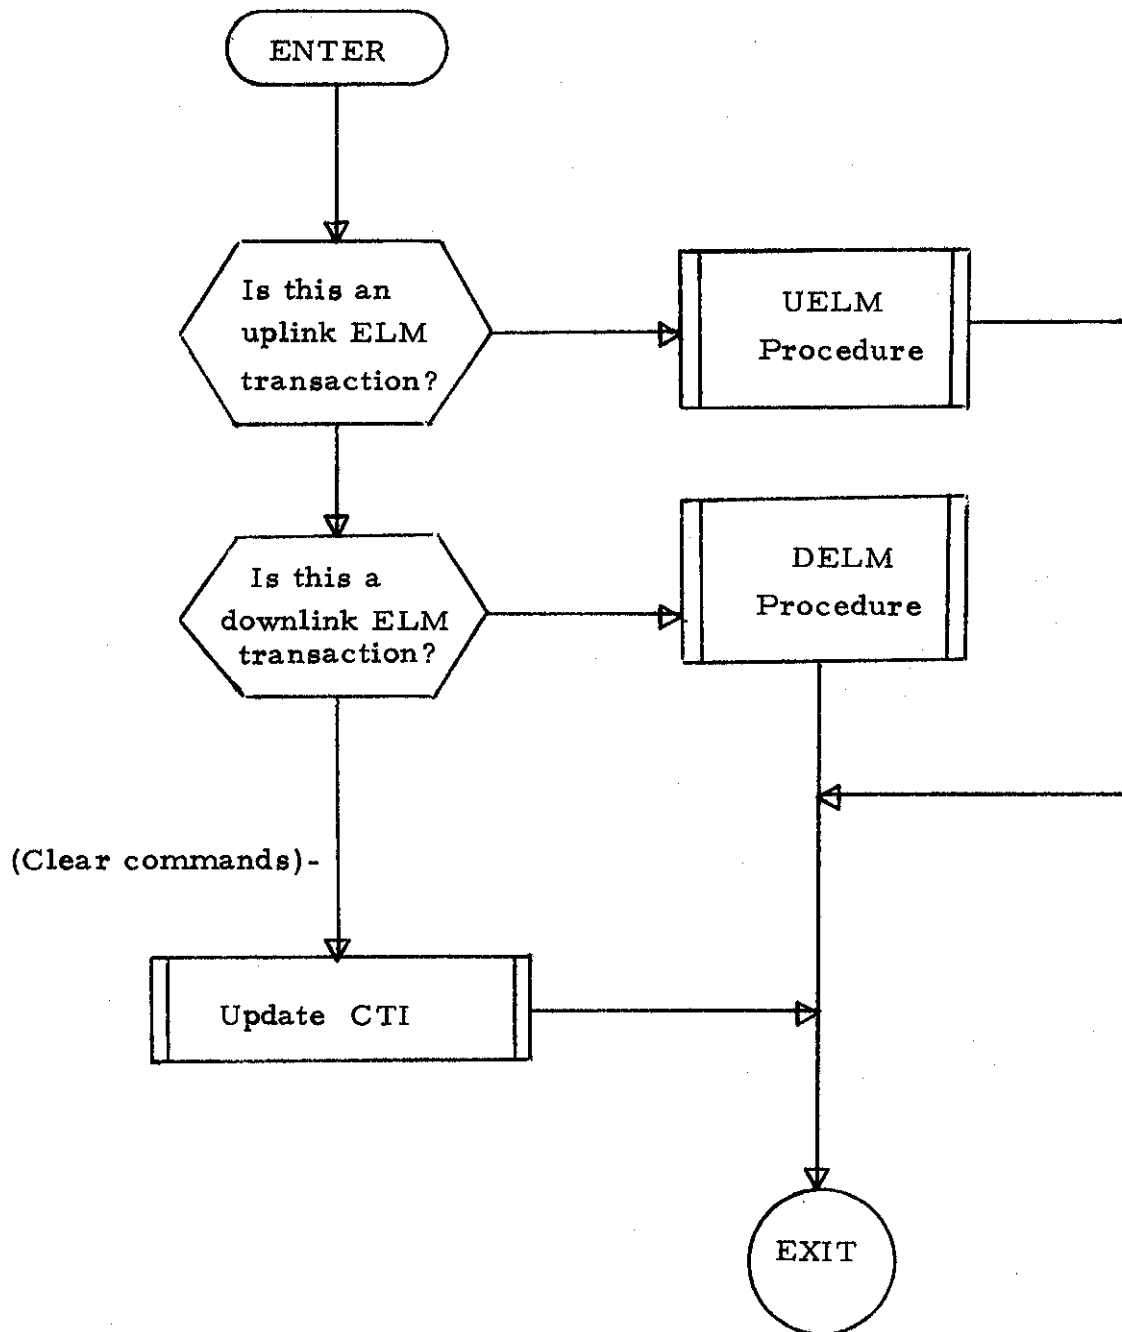 ENTER
Is this an
uplink ELM
transaction?
UELM
Procedure
Is this a
downlink ELM
transaction?
DELM
Procedure
(Clear commands)-
Update CTI
EXIT